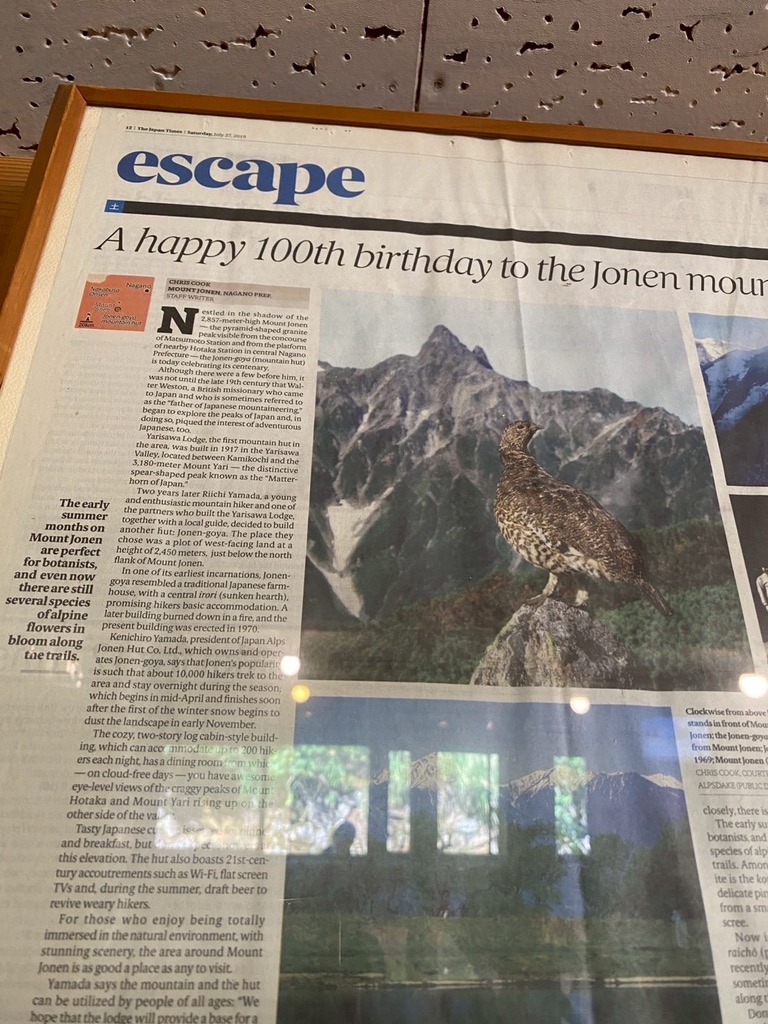 12 | The Japan Times | Saturday, July 27, 2019
escape
土
A happy 100th birthday to the Jonen
Nagano
Jonen-goya
mountain hut
20km
CHRIS COOK
MOUNT JONEN, NAGANO PREF.
STAFF WRITER
Nestled in the shadow of the
2,857-meter-high Mount Jonen
— the pyramid-shaped granite
peak visible from the concourse
of Matsumoto Station and from the platform
of nearby Hotaka Station in central Nagano
Prefecture — the Jonen-goya (mountain hut)
is today celebrating its centenary.
Although there were a few before him, it
was not until the late 19th century that Wal-
ter Weston, a British missionary who came
to Japan and who is sometimes referred to
as the "father of Japanese mountaineering,"
began to explore the peaks of Japan and, in
doing so, piqued the interest of adventurous
Japanese, too.
Yarisawa Lodge, the first mountain hut in
the area, was built in 1917 in the Yarisawa
Valley, located between Kamikochi and the
3,180-meter Mount Yari — the distinctive
spear-shaped peak known as the "Matter-
horn of Japan."
Two years later Riichi Yamada, a young
and enthusiastic mountain hiker and one of
the partners who built the Yarisawa Lodge,
together with a local guide, decided to build
another hut: Jonen-goya. The place they
chose was a plot of west-facing land at a
height of 2,450 meters, just below the north
flank of Mount Jonen.
In one of its earliest incarnations, Jonen-
goya resembled a traditional Japanese farm-
house, with a central irori (sunken hearth),
promising hikers basic accommodation. A
later building burned down in a fire, and the
present building was erected in 1970.
Kenichiro Yamada, president of Japan Alps
Jonen Hut Co. Ltd., which owns and oper-
ates Jonen-goya, says that Jonen's popularity
is such that about 10,000 hikers trek to the
area and stay overnight during the season,
which begins in mid-April and finishes soon
after the first of the winter snow begins to
dust the landscape in early November.
The cozy, two-story log cabin-style build-
ing, which can accommodate up to 200 hik-
ers each night, has a dining room from which
— on cloud-free days — you have awesome
eye-level views of the craggy peaks of Mount
Hotaka and Mount Yari rising up on the
other side of the
Tasty Japanese
and breakfast, but
this elevation. The hut also boasts 21st-cen-
tury accoutrements such as Wi-Fi, flat screen
TVs and, during the summer, draft beer to
revive weary hikers.
For those who enjoy being totally
immersed in the natural environment, with
stunning scenery, the area around Mount
Jonen is as good a place as any to visit.
Yamada says the mountain and the hut
can be utilized by people of all ages: "We
hope that the lodge will provide a base for a
The early
summer
months on
Mount Jonen
are perfect
for botanists,
and even now
there are still
several species
of alpine
flowers in
bloom along
the trails.
Clockwise from above
stands in front of
Jonen; the Jonen-goya
from Mount Jonen;
1969; Mount Jonen
CHRIS COOK,
closely, there is
The early
botanists, and
species of
trails.
ite is the
delicate
from a
scree.
Now
raichō
recently
along